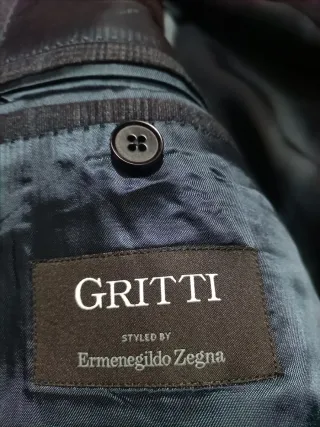 GRITTI
STYLED BY
Ermenegildo Zegna